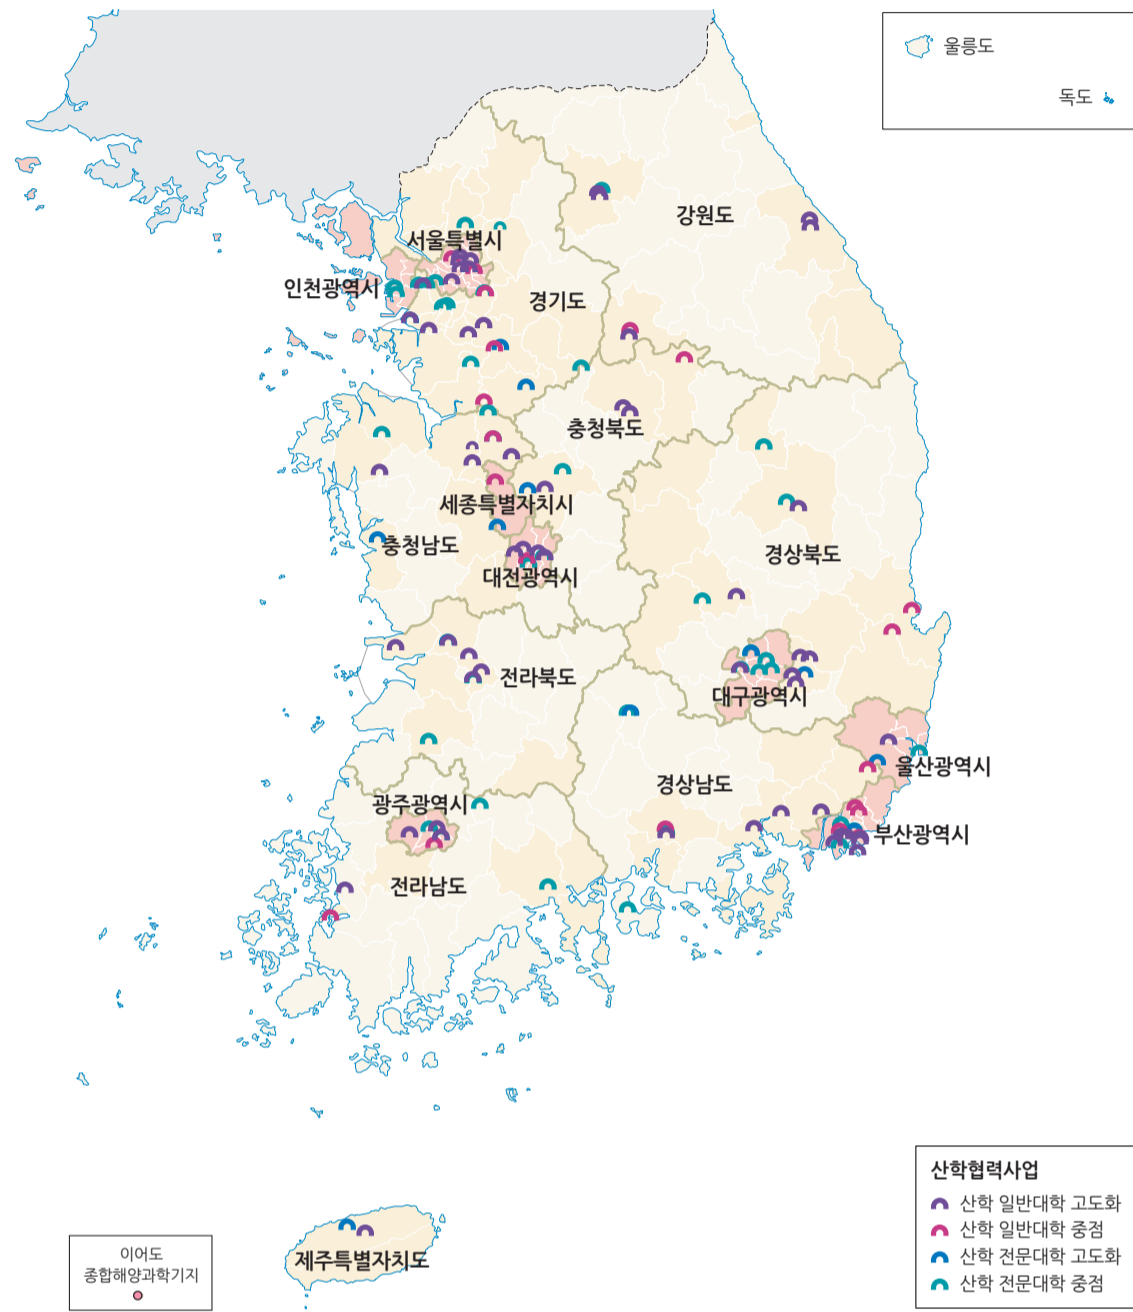 울릉도
독도
강원도
서울특별시
인천광역시
경기도
충청북도
세종특별자치시
충청남도
경상북도
대전광역시
전라북도
대구광역시
울산광역시
경상남도
광주광역시
부산광역시
전라남도
제주특별자치도
이어도
종합해양과학기지
산학협력사업
산학 일반대학 고도화
산학 일반대학 중점
산학 전문대학 고도화
산학 전문대학 중점